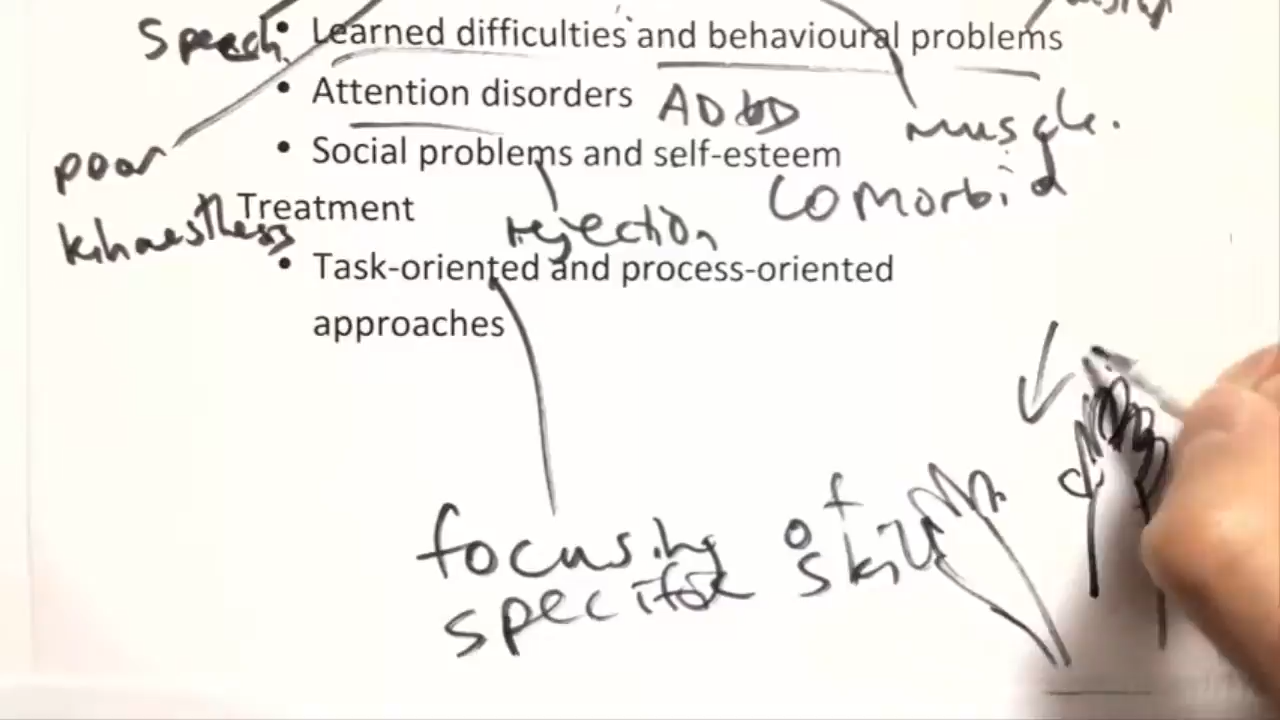 Speech
• Learned difficulties and behavioural problems
• Attention disorders ADHD
muscle.
• Social problems and self-esteem
poor
comorbid
Treatment
rejection
• Task-oriented and process-oriented
approaches
focusing of
specific skill